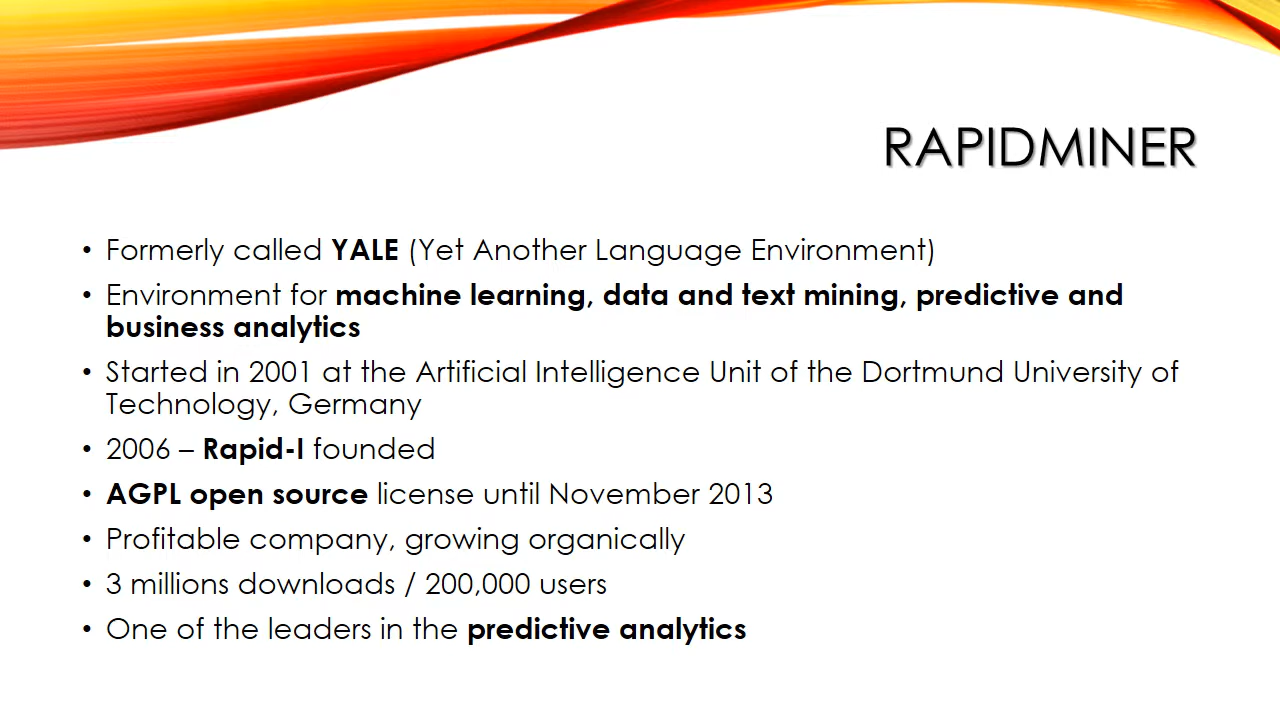 RAPIDMINER
• Formerly called YALE (Yet Another Language Environment)
• Environment for machine learning, data and text mining, predictive and
business analytics
• Started in 2001 at the Artificial Intelligence Unit of the Dortmund University of
Technology, Germany
• 2006 – Rapid-I founded
• AGPL open source license until November 2013
• Profitable company, growing organically
• 3 millions downloads / 200,000 users
• One of the leaders in the predictive analytics